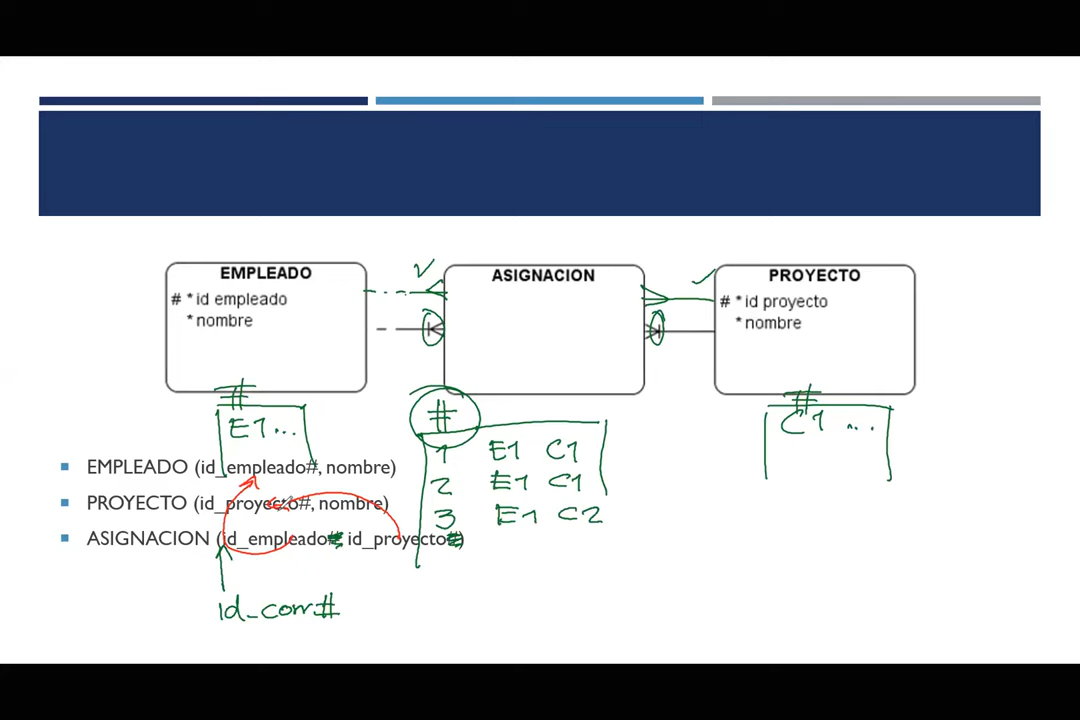 EMPLEADO
# * id empleado
* nombre
ASIGNACION
PROYECTO
# * id proyecto
* nombre
#
E1 ...
#
1 E1 C1
2 E1 C1
3 E1 C2
#
C1 ...
EMPLEADO (id_empleado#, nombre)
PROYECTO (id_proyecto#, nombre)
ASIGNACION (id_empleado# id_proyecto#)
id_corr#